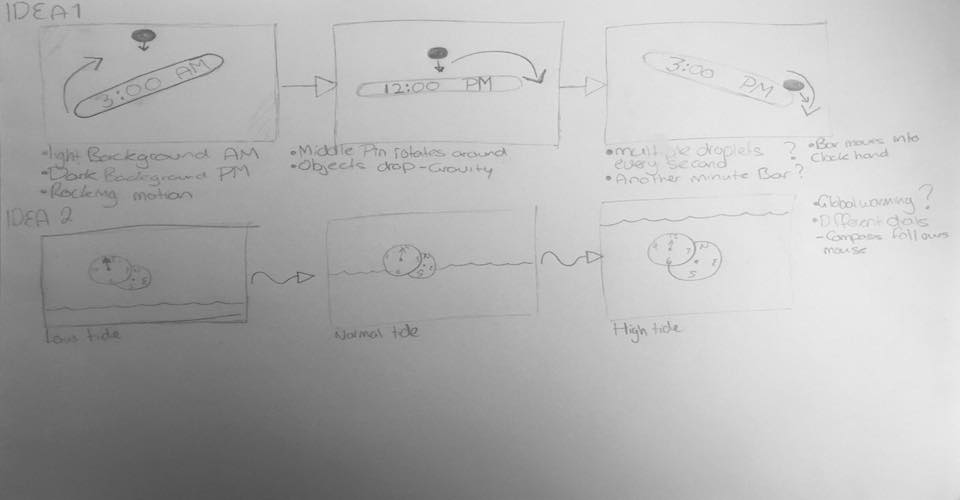 IDEA 1
3:00 AM
12:00 PM
3:00 PM
•light Background AM
•Dark Background PM
•Rocking motion
•Middle Pin rotates around
•Objects drop-Gravity
•multiple droplets ?
every second
•Another minute Bar?
•Bar moves into
Clock hand
IDEA 2
•Global warming ?
•Different dials
-Compass follows
mouse
Low tide
Normal tide
High tide